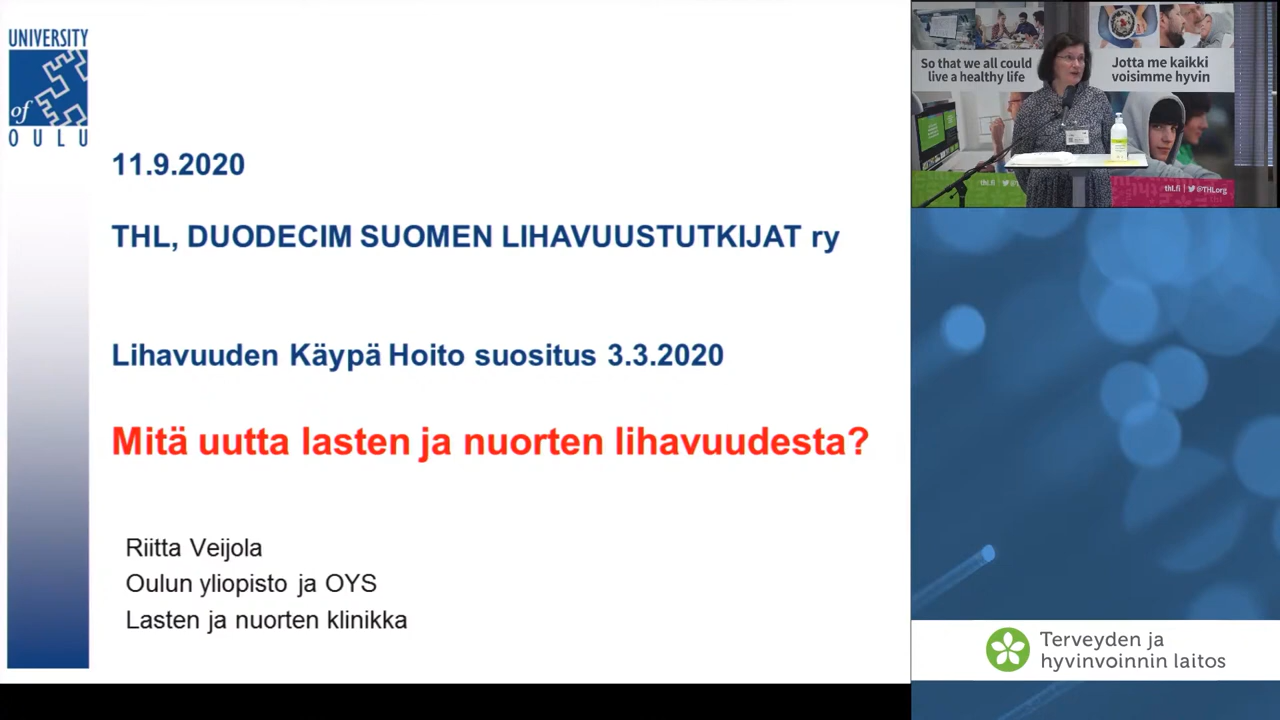 UNIVERSITY
of
OULU
11.9.2020
THL, DUODECIM SUOMEN LIHAVUUSTUTKIJAT ry
Lihavuuden Käypä Hoito suositus 3.3.2020
Mitä uutta lasten ja nuorten lihavuudesta?
Riitta Veijola
Oulun yliopisto ja OYS
Lasten ja nuorten klinikka
So that we all could
live a healthy life
Jotta me kaikki
voisimme hyvin
thl.fi
thl.fi | @THLorg
Terveyden ja
hyvinvoinnin laitos